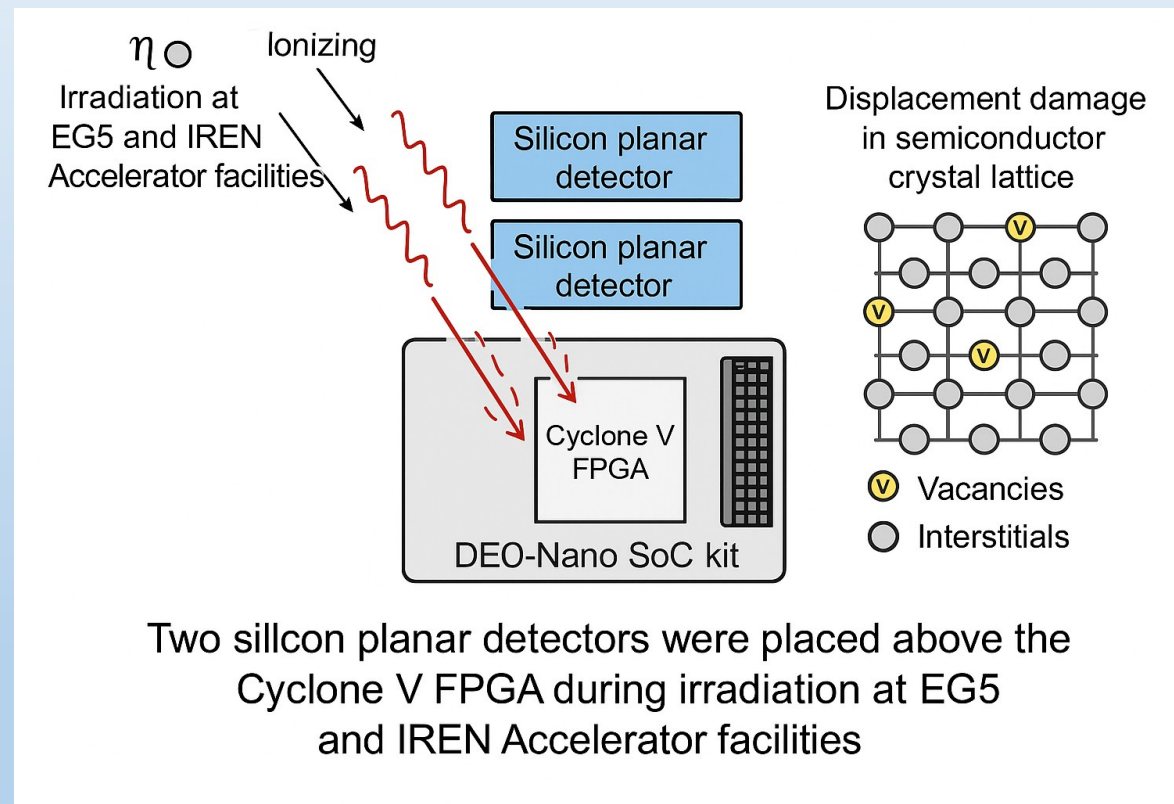 η
Irradiation at
EG5 and IREN
Accelerator facilities
Ionizing
Silicon planar
detector
Silicon planar
detector
Cyclone V
FPGA
DEO-Nano SoC kit
Displacement damage
in semiconductor
crystal lattice
V
V
V
V Vacancies
Interstitials
Two sillcon planar detectors were placed above the
Cyclone V FPGA during irradiation at EG5
and IREN Accelerator facilities